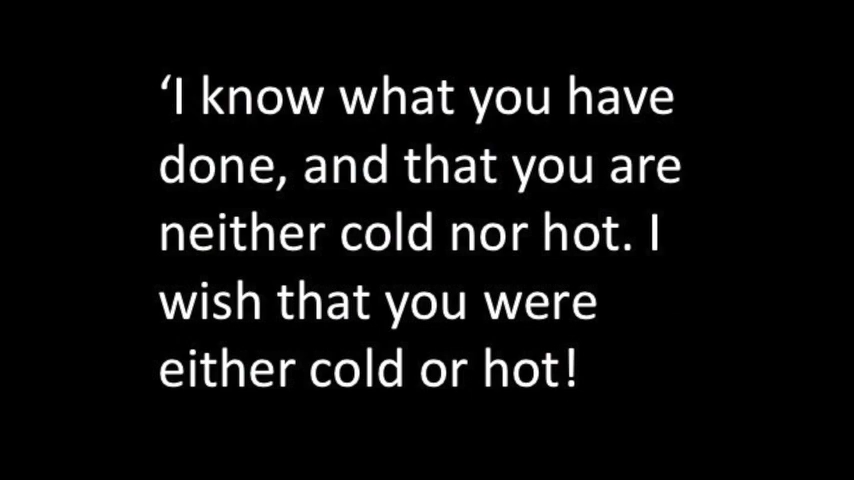 ‘I know what you have
done, and that you are
neither cold nor hot. I
wish that you were
either cold or hot!